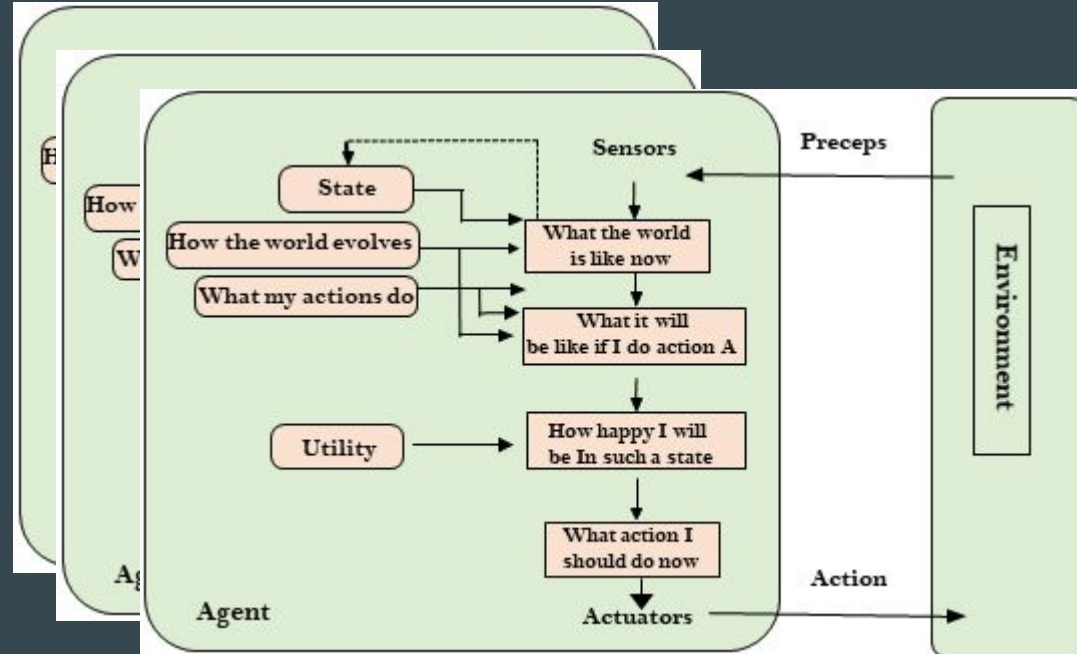 Sensors
Preceps
State
What the world
is like now
How the world evolves
What my actions do
What it will
be like if I do action A
Utility
How happy I will
be In such a state
What action I
should do now
Agent
Actuators
Action
Environment
How
W
H
Ag